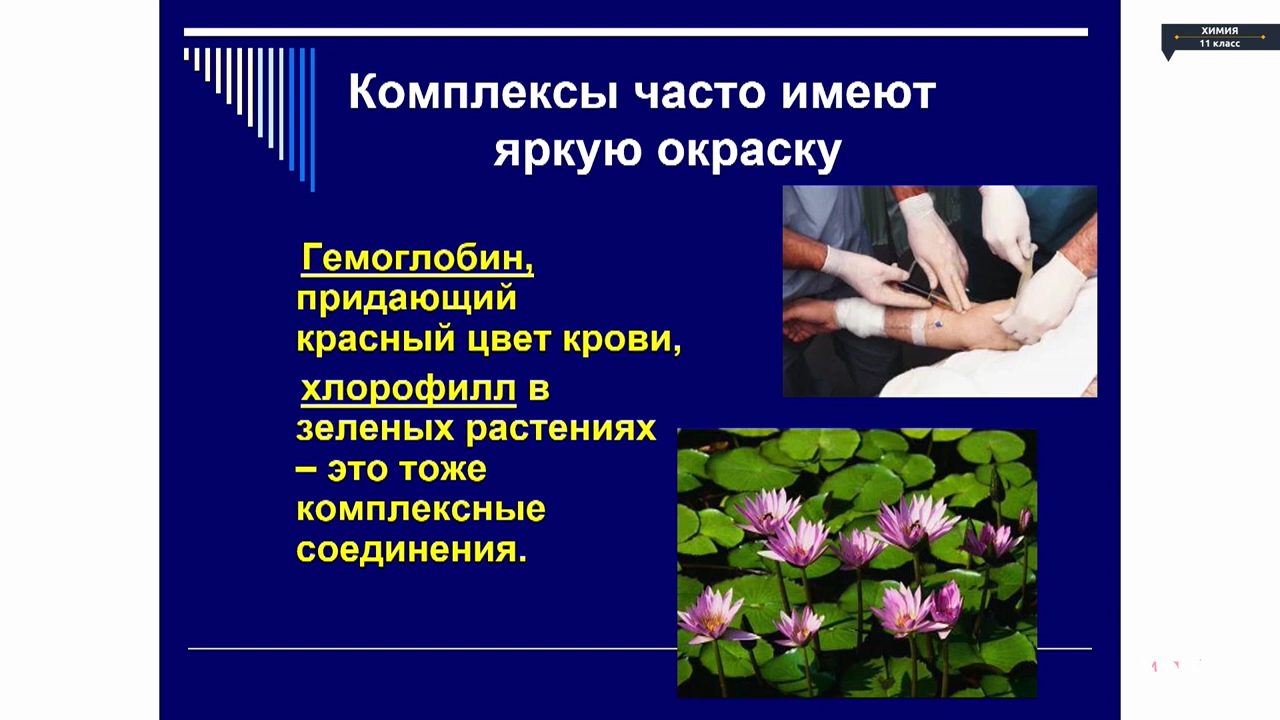 ХИМИЯ
11 класс
Комплексы часто имеют
яркую окраску
Гемоглобин,
придающий
красный цвет крови,
хлорофилл в
зеленых растениях
– это тоже
комплексные
соединения.